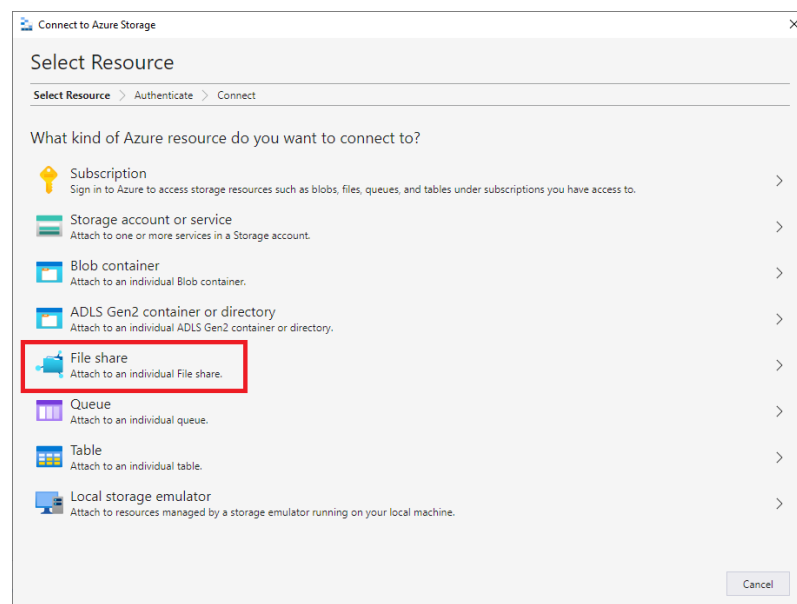 Connect to Azure Storage
Select Resource
Select Resource > Authenticate > Connect
What kind of Azure resource do you want to connect to?
Subscription
Sign in to Azure to access storage resources such as blobs, files, queues, and tables under subscriptions you have access to.
Storage account or service
Attach to one or more services in a Storage account.
Blob container
Attach to an individual Blob container.
ADLS Gen2 container or directory
Attach to an individual ADLS Gen2 container or directory.
File share
Attach to an individual File share.
Queue
Attach to an individual queue.
Table
Attach to an individual table.
Local storage emulator
Attach to resources managed by a storage emulator running on your local machine.
Cancel